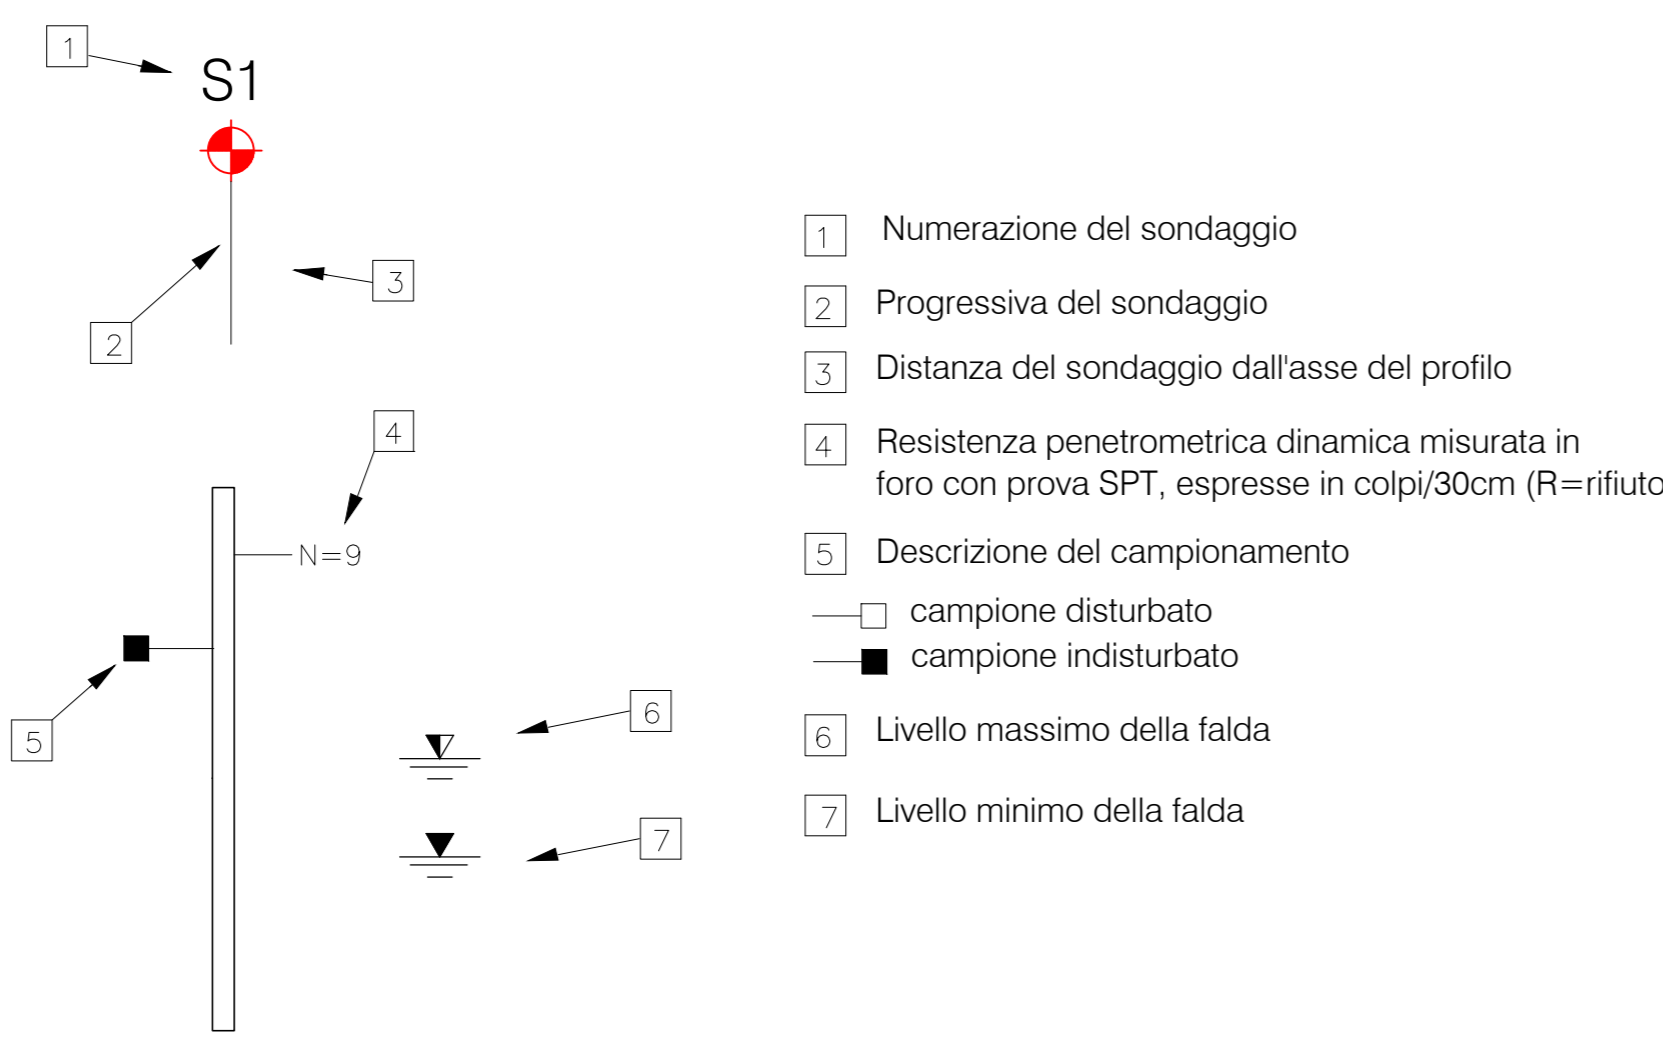 1
S1
2
3
4
N=9
5
6
7
1 Numerazione del sondaggio
2 Progressiva del sondaggio
3 Distanza del sondaggio dall'asse del profilo
4 Resistenza penetrometrica dinamica misurata in
foro con prova SPT, espresse in colpi/30cm (R=rifiuto
5 Descrizione del campionamento
campione disturbato
campione indisturbato
6 Livello massimo della falda
7 Livello minimo della falda